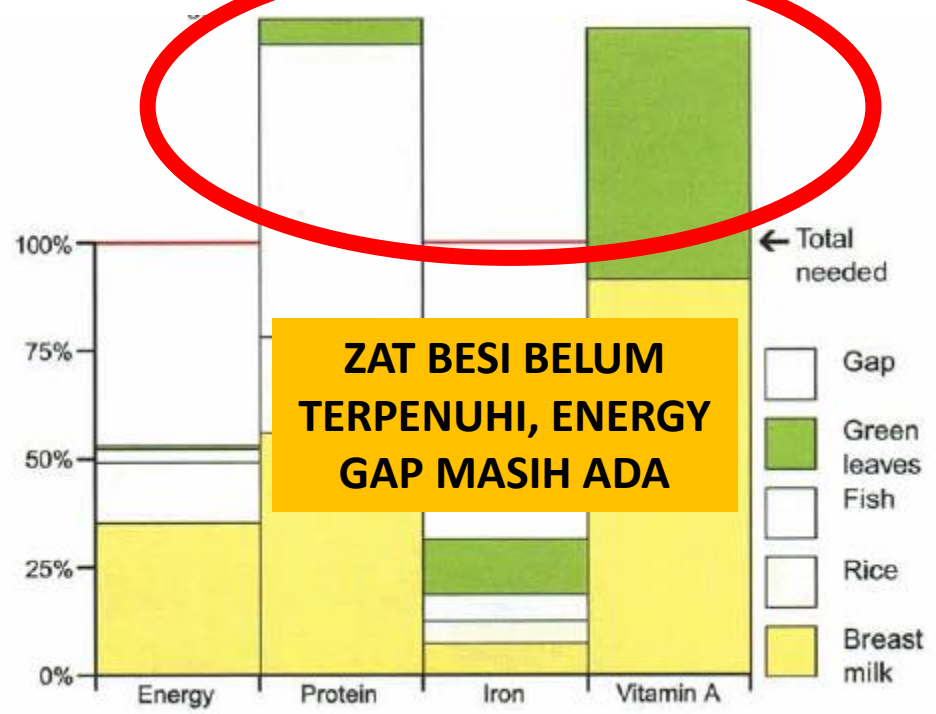 100%
75%
50%
25%
0%
Energy
Protein
Iron
Vitamin A
ZAT BESI BELUM
TERPENUHI, ENERGY
GAP MASIH ADA
← Total
needed
Gap
Green
leaves
Fish
Rice
Breast
milk